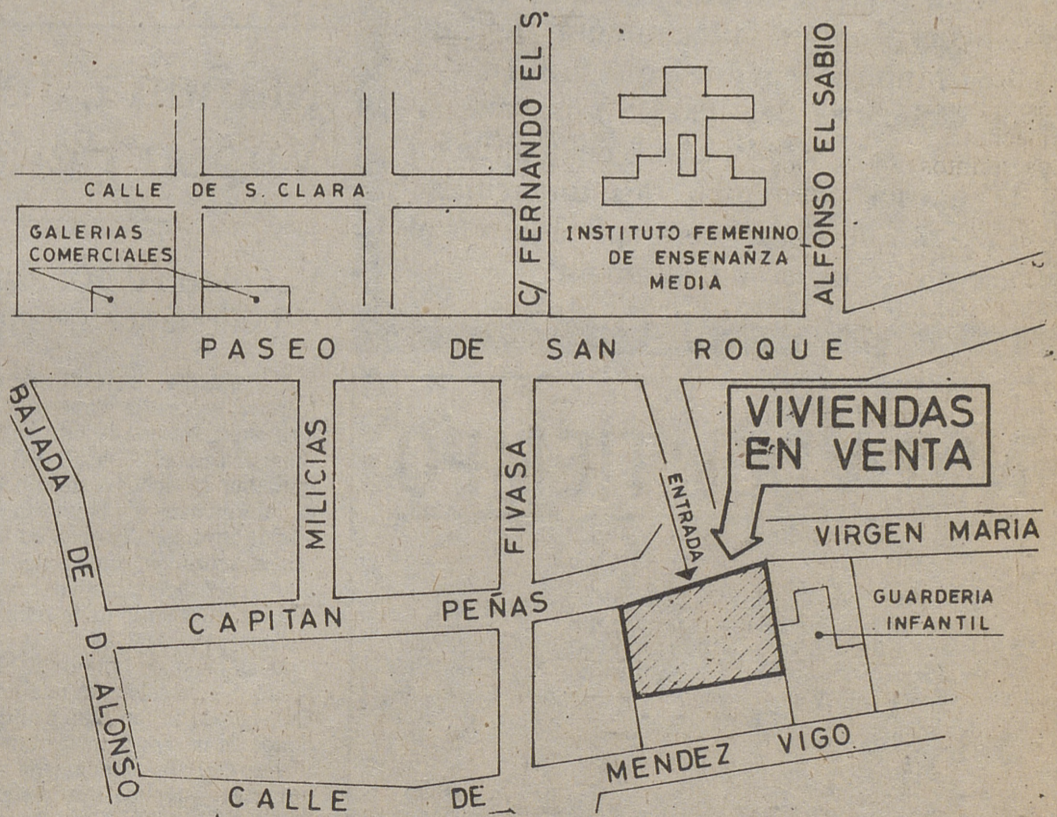 C/ FERNANDO EL S.
ALFONSO EL SABIO
CALLE DE S. CLARA
GALERIAS
COMERCIALES
INSTITUTO FEMENINO
DE ENSEÑANZA
MEDIA
PASEO DE SAN ROQUE
BAJADA DE D. ALONSO
MILICIAS
FIVASA
ENTRADA
VIVIENDAS
EN VENTA
VIRGEN MARIA
CAPITAN PEÑAS
GUARDERIA
INFANTIL
MENDEZ VIGO
CALLE DE